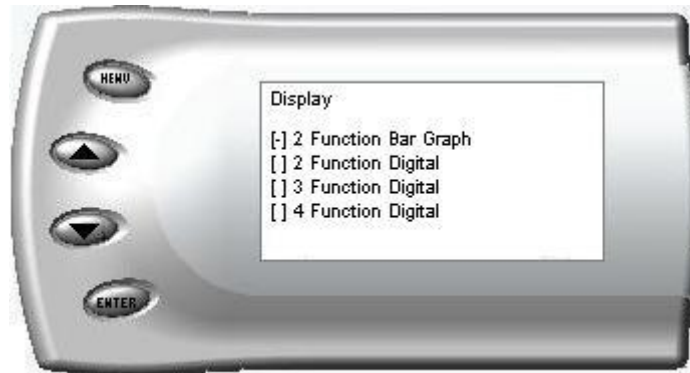 MENU
Display
[-] 2 Function Bar Graph
[ ] 2 Function Digital
[ ] 3 Function Digital
[ ] 4 Function Digital
ENTER